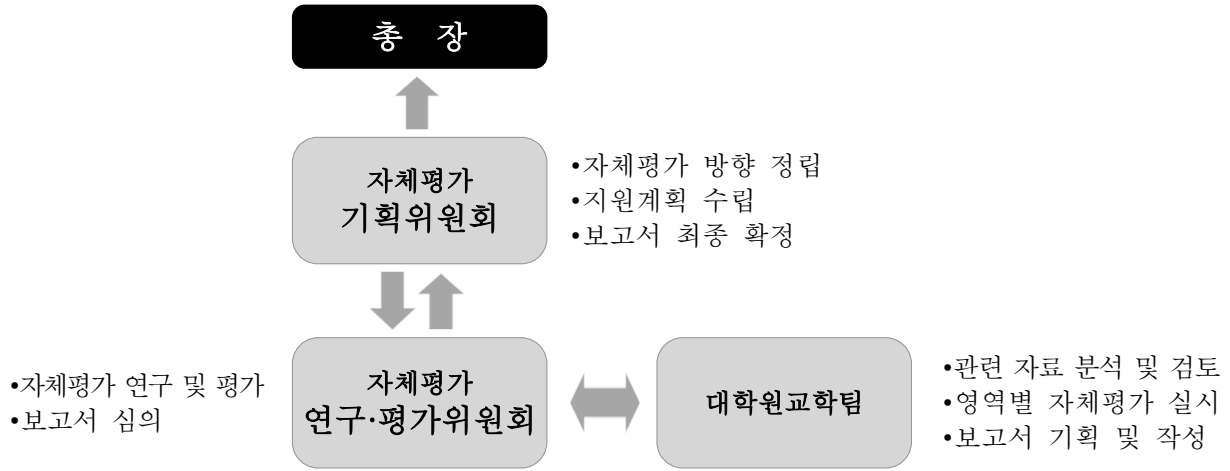 총 장
자체평가
기획위원회
•자체평가 방향 정립
•지원계획 수립
•보고서 최종 확정
•자체평가 연구 및 평가
•보고서 심의
자체평가
연구·평가위원회
대학원교학팀
•관련 자료 분석 및 검토
•영역별 자체평가 실시
•보고서 기획 및 작성